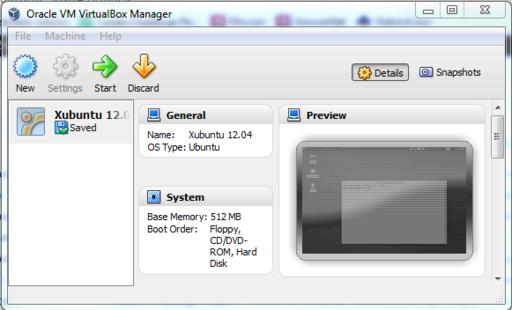 Oracle VM VirtualBox Manager
File Machine Help
New Settings Start Discard
Details Snapshots
Xubuntu 12.0
Saved
General
Name: Xubuntu 12.04
OS Type: Ubuntu
System
Base Memory: 512 MB
Boot Order: Floppy,
CD/DVD-
ROM, Hard
Disk
Preview